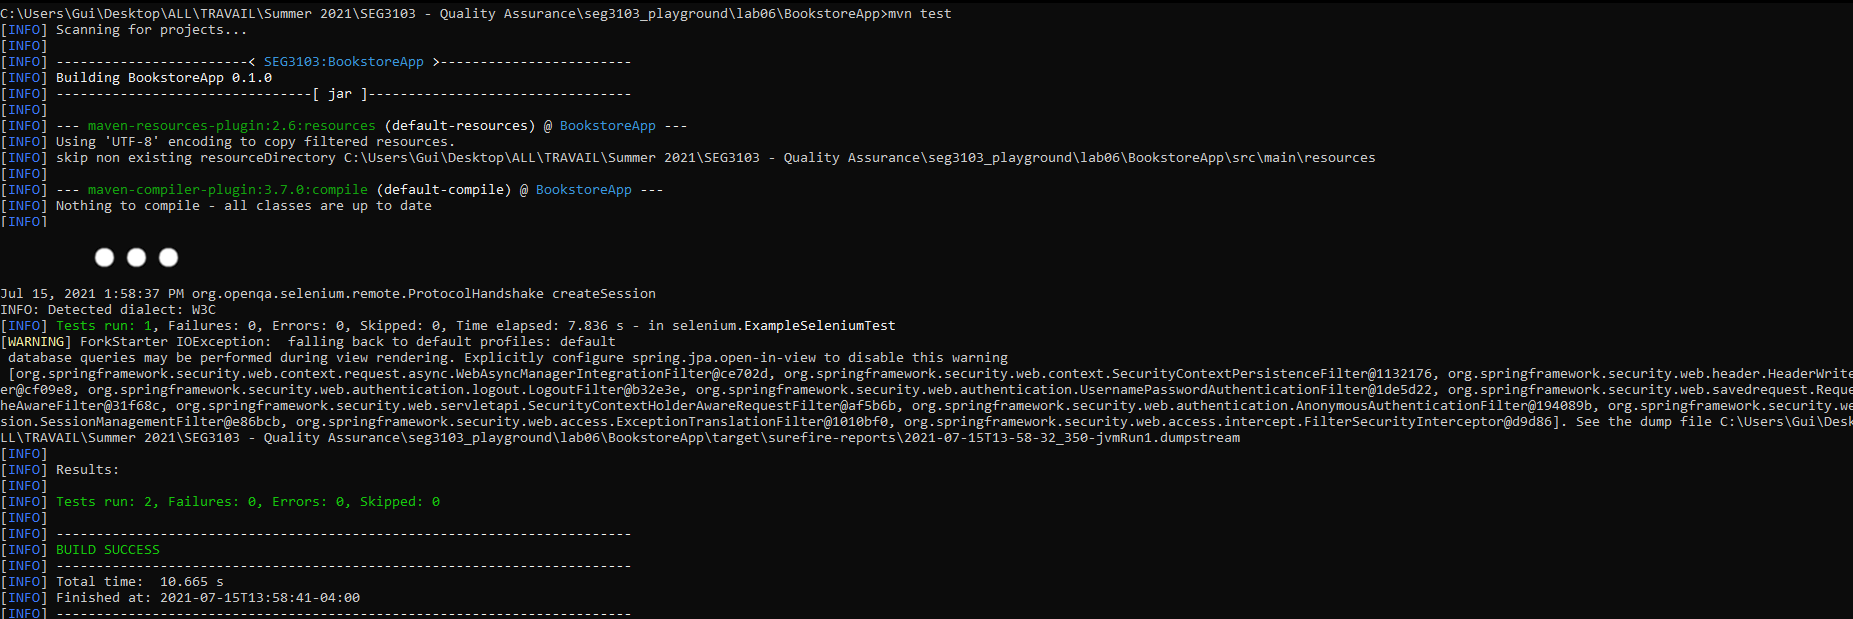 C:\Users\Gui\Desktop\ALL\TRAVAIL\Summer 2021\SEG3103 - Quality Assurance\seg3103_playground\lab06\BookstoreApp>mvn test
[INFO] Scanning for projects...
[INFO]
[INFO] ------------------------< SEG3103:BookstoreApp >------------------------
[INFO] Building BookstoreApp 0.1.0
[INFO] --------------------------------[ jar ]---------------------------------
[INFO]
[INFO] --- maven-resources-plugin:2.6:resources (default-resources) @ BookstoreApp ---
[INFO] Using 'UTF-8' encoding to copy filtered resources.
[INFO] skip non existing resourceDirectory C:\Users\Gui\Desktop\ALL\TRAVAIL\Summer 2021\SEG3103 - Quality Assurance\seg3103_playground\lab06\BookstoreApp\src\main\resources
[INFO]
[INFO] --- maven-compiler-plugin:3.7.0:compile (default-compile) @ BookstoreApp ---
[INFO] Nothing to compile - all classes are up to date
[INFO]
Jul 15, 2021 1:58:37 PM org.openqa.selenium.remote.ProtocolHandshake createSession
INFO: Detected dialect: W3C
[INFO] Tests run: 1, Failures: 0, Errors: 0, Skipped: 0, Time elapsed: 7.836 s - in selenium.ExampleSeleniumTest
[WARNING] ForkStarter IOException:  falling back to default profiles: default
 database queries may be performed during view rendering. Explicitly configure spring.jpa.open-in-view to disable this warning
 [org.springframework.security.web.context.request.async.WebAsyncManagerIntegrationFilter@ce702d, org.springframework.security.web.context.SecurityContextPersistenceFilter@1132176, org.springframework.security.web.header.HeaderWrite
er@cf09e8, org.springframework.security.web.authentication.logout.LogoutFilter@b32e3e, org.springframework.security.web.authentication.UsernamePasswordAuthenticationFilter@1de5d22, org.springframework.security.web.savedrequest.Reque
heAwareFilter@31f68c, org.springframework.security.web.servletapi.SecurityContextHolderAwareRequestFilter@af5b6b, org.springframework.security.web.authentication.AnonymousAuthenticationFilter@194089b, org.springframework.security.we
sion.SessionManagementFilter@e86bcb, org.springframework.security.web.access.ExceptionTranslationFilter@1010bf0, org.springframework.security.web.access.intercept.FilterSecurityInterceptor@d9d86]. See the dump file C:\Users\Gui\Desk
LL\TRAVAIL\Summer 2021\SEG3103 - Quality Assurance\seg3103_playground\lab06\BookstoreApp\target\surefire-reports\2021-07-15T13-58-32_350-jvmRun1.dumpstream
[INFO]
[INFO] Results:
[INFO]
[INFO] Tests run: 2, Failures: 0, Errors: 0, Skipped: 0
[INFO]
[INFO] ------------------------------------------------------------------------
[INFO] BUILD SUCCESS
[INFO] ------------------------------------------------------------------------
[INFO] Total time:  10.665 s
[INFO] Finished at: 2021-07-15T13:58:41-04:00
[INFO] ------------------------------------------------------------------------